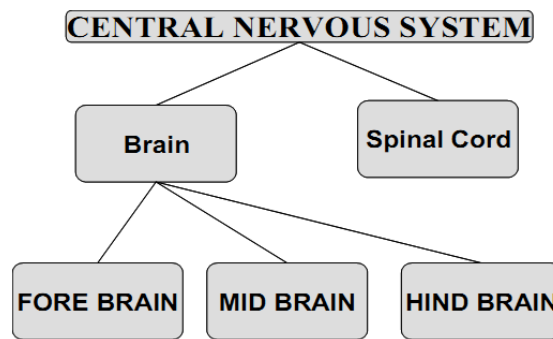 CENTRAL NERVOUS SYSTEM
Brain
Spinal Cord
FORE BRAIN
MID BRAIN
HIND BRAIN